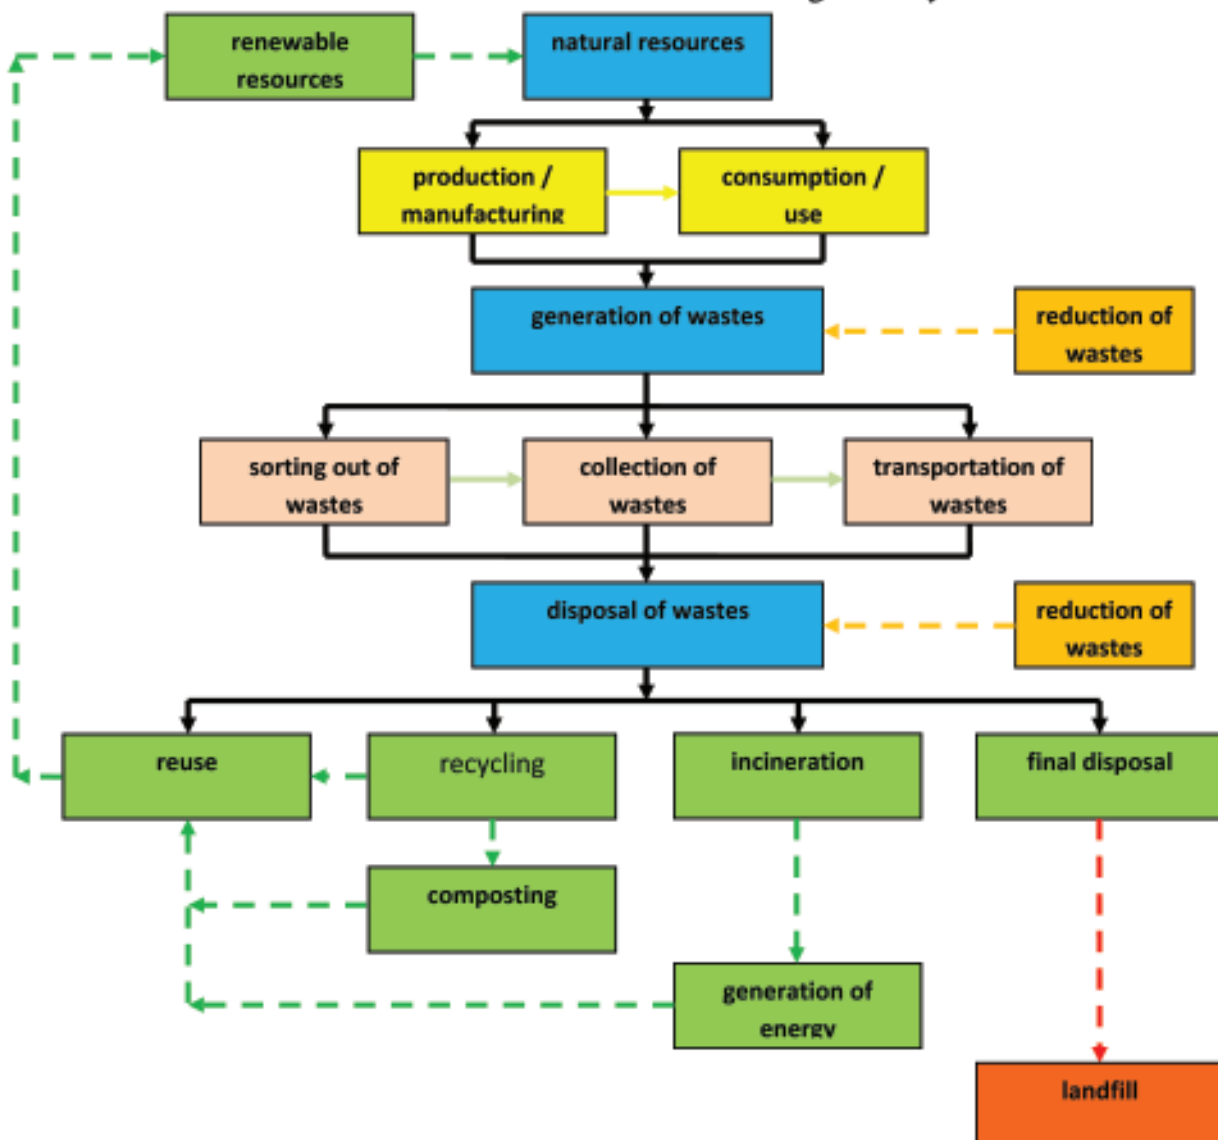 renewable
resources
natural resources
production /
manufacturing
consumption /
use
generation of wastes
reduction of
wastes
sorting out of
wastes
collection of
wastes
transportation of
wastes
disposal of wastes
reduction of
wastes
reuse
recycling
incineration
final disposal
composting
generation of
energy
landfill